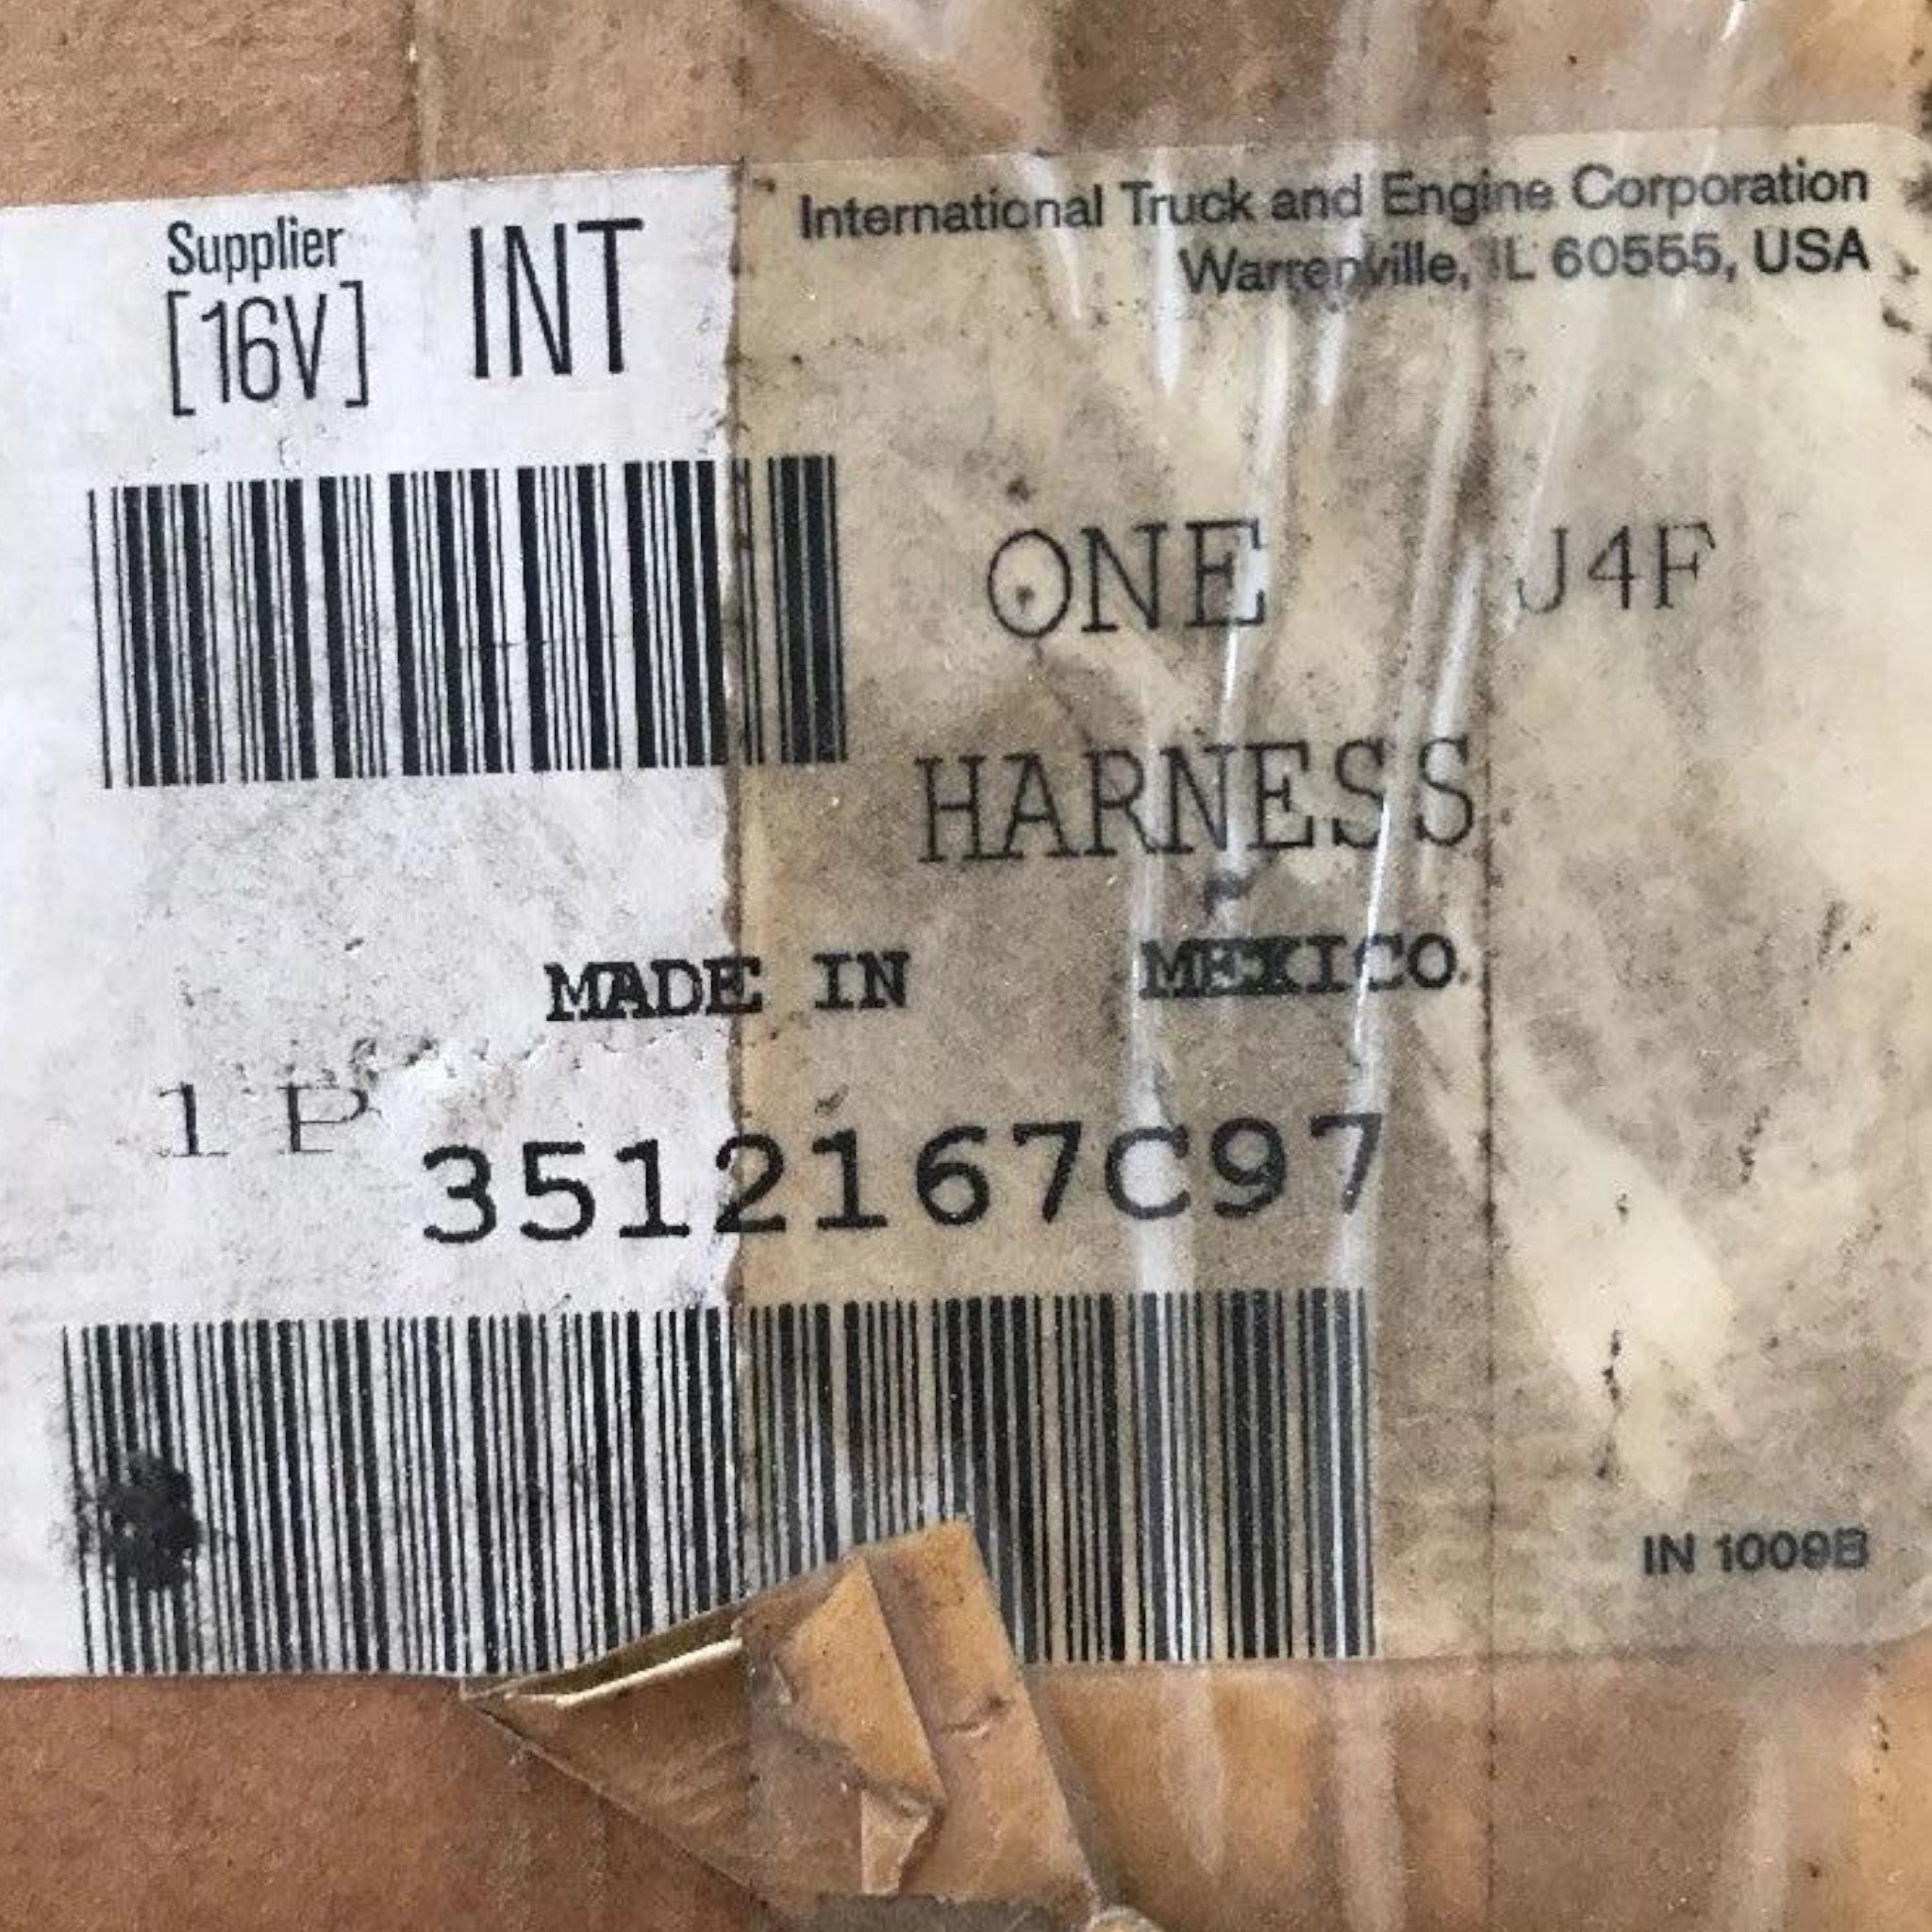 Supplier
[16V] INT
International Truck and Engine Corporation
Warrenville, IL 60555, USA
ONE J4F
HARNESS
MADE IN MEXICO
1P 3512167C97
IN 1009B